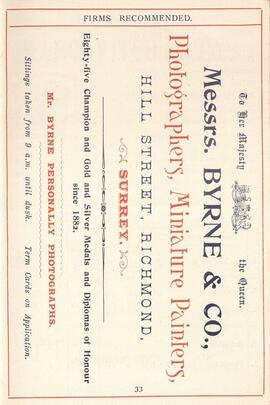 FIRMS RECOMMENDED.
To Her Majesty the Queen.
Messrs. BYRNE & CO.,
Photographers, Miniature Painters,
HILL STREET, RICHMOND,
SURREY.
Eighty-five Champion and Gold and Silver Medals and Diplomas of Honour
since 1882.
Mr. BYRNE PERSONALLY PHOTOGRAPHS.
Sittings taken from 9 a.m. until dusk. Term Cards on Application.
33